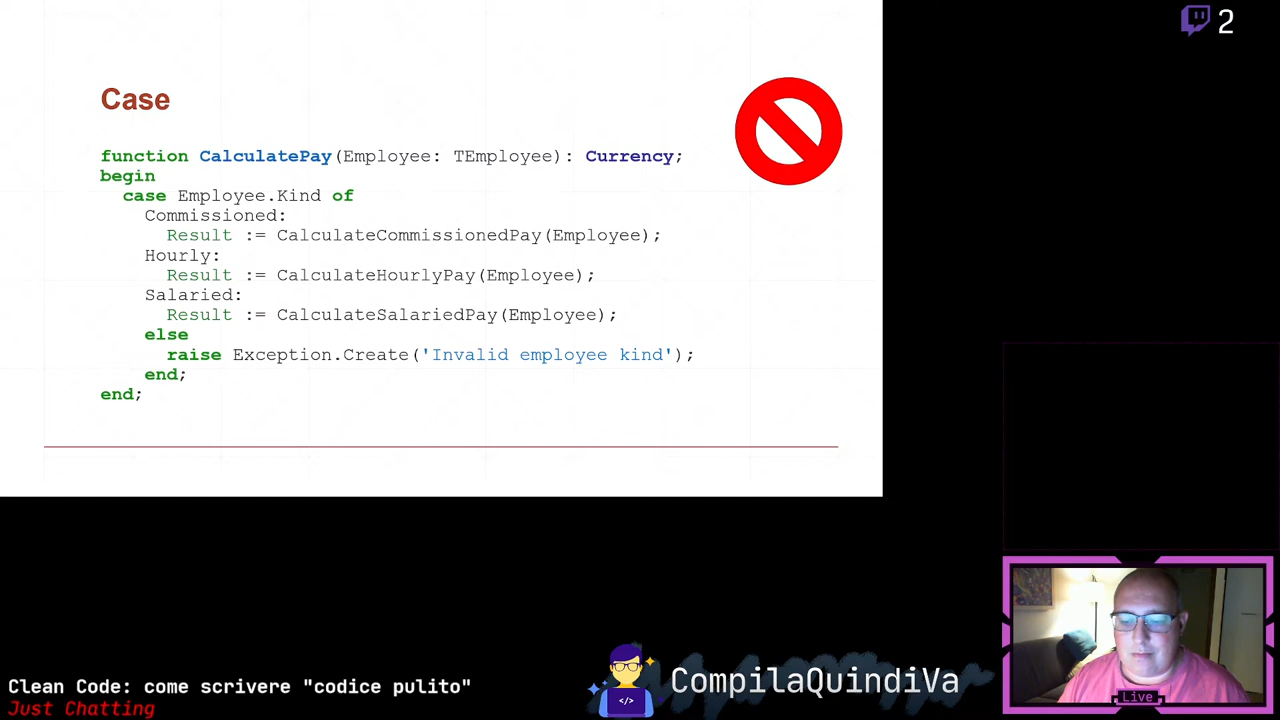 2
Case
function CalculatePay(Employee: TEmployee): Currency;
begin
case Employee.Kind of
Commissioned:
Result := CalculateCommissionedPay(Employee);
Hourly:
Result := CalculateHourlyPay(Employee);
Salaried:
Result := CalculateSalariedPay(Employee);
else
raise Exception.Create('Invalid employee kind');
end;
end;
</>
CompilaQuindiVa
Clean Code: come scrivere "codice pulito"
Just Chatting
Live